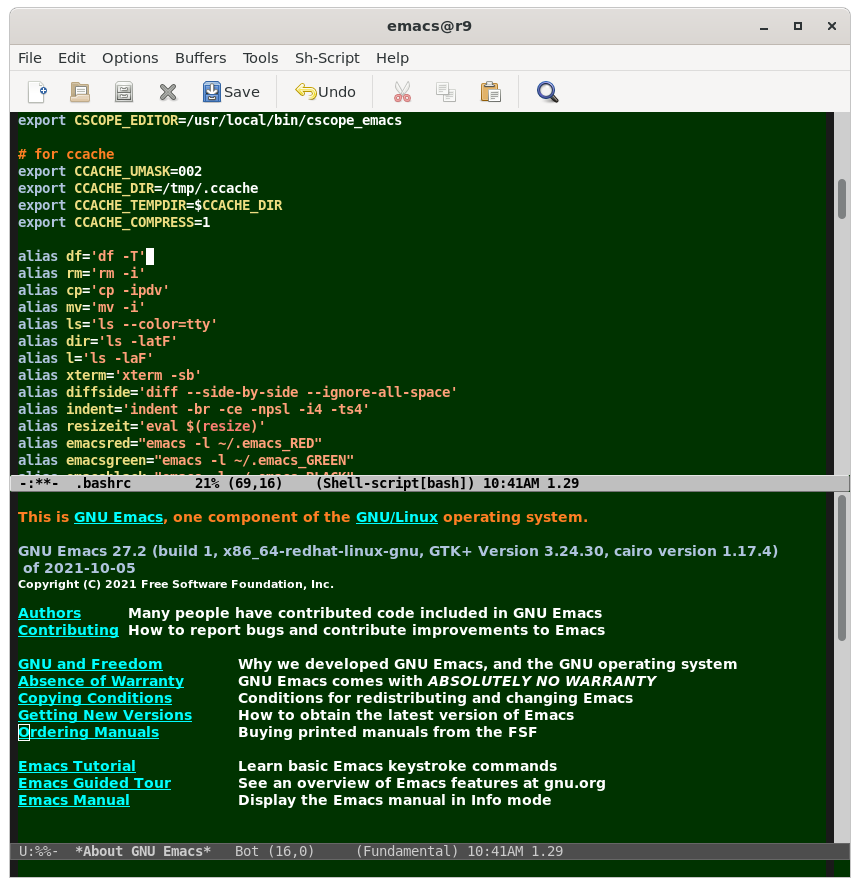 emacs@r9
File Edit Options Buffers Tools Sh-Script Help
Save Undo
export CSCOPE_EDITOR=/usr/local/bin/cscope_emacs
# for ccache
export CCACHE_UMASK=002
export CCACHE_DIR=/tmp/.ccache
export CCACHE_TEMPDIR=$CCACHE_DIR
export CCACHE_COMPRESS=1
alias df='df -T'
alias rm='rm -i'
alias cp='cp -ipdv'
alias mv='mv -i'
alias ls='ls --color=tty'
alias dir='ls -latF'
alias l='ls -laF'
alias xterm='xterm -sb'
alias diffside='diff --side-by-side --ignore-all-space'
alias indent='indent -br -ce -npsl -i4 -ts4'
alias resizeit='eval $(resize)'
alias emacsred="emacs -l ~/.emacs_RED"
alias emacsgreen="emacs -l ~/.emacs_GREEN"
-:**-  .bashrc        21% (69,16)    (Shell-script[bash]) 10:41AM 1.29
This is GNU Emacs, one component of the GNU/Linux operating system.
GNU Emacs 27.2 (build 1, x86_64-redhat-linux-gnu, GTK+ Version 3.24.30, cairo version 1.17.4)
of 2021-10-05
Copyright (C) 2021 Free Software Foundation, Inc.
Authors Many people have contributed code included in GNU Emacs
Contributing How to report bugs and contribute improvements to Emacs
GNU and Freedom Why we developed GNU Emacs, and the GNU operating system
Absence of Warranty GNU Emacs comes with ABSOLUTELY NO WARRANTY
Copying Conditions Conditions for redistributing and changing Emacs
Getting New Versions How to obtain the latest version of Emacs
Ordering Manuals Buying printed manuals from the FSF
Emacs Tutorial Learn basic Emacs keystroke commands
Emacs Guided Tour See an overview of Emacs features at gnu.org
Emacs Manual Display the Emacs manual in Info mode
U:%%-  *About GNU Emacs*   Bot (16,0)     (Fundamental) 10:41AM 1.29